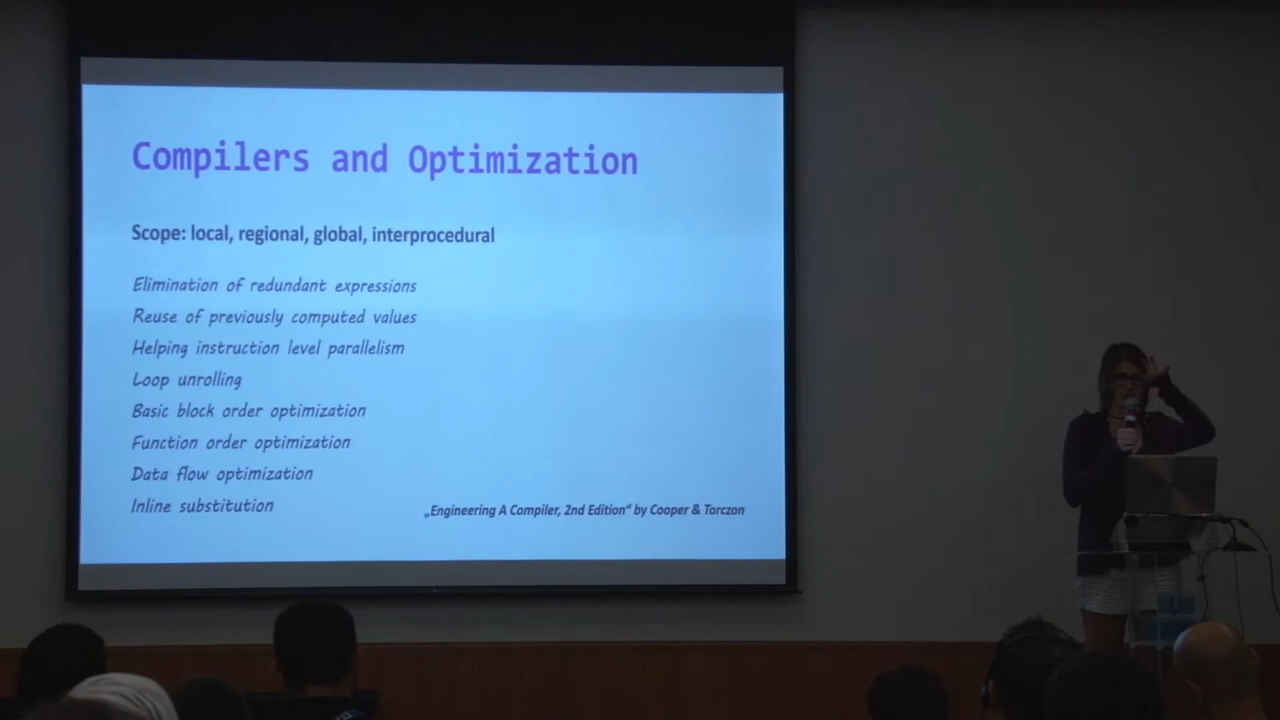 Compilers and Optimization
Scope: local, regional, global, interprocedural
Elimination of redundant expressions
Reuse of previously computed values
Helping instruction level parallelism
Loop unrolling
Basic block order optimization
Function order optimization
Data flow optimization
Inline substitution
„Engineering A Compiler, 2nd Edition“ by Cooper & Torczon